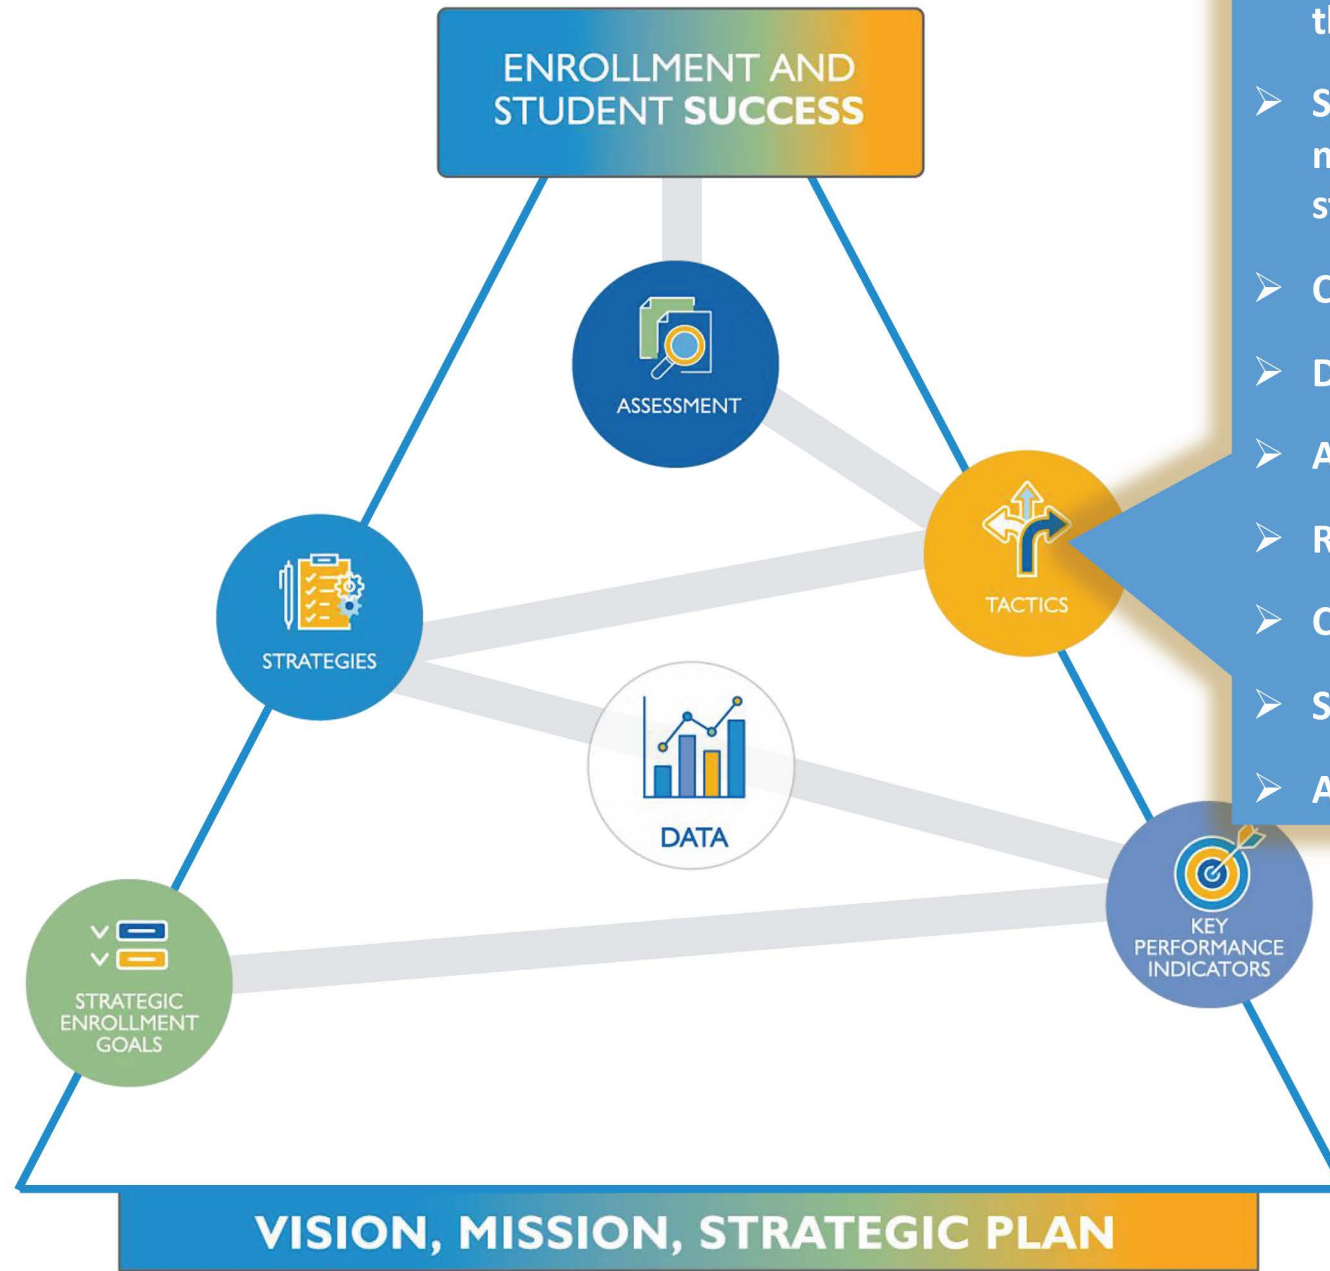 ENROLLMENT AND
STUDENT SUCCESS
ASSESSMENT
TACTICS
STRATEGIES
DATA
KEY
PERFORMANCE
INDICATORS
STRATEGIC
ENROLLMENT
GOALS
VISION, MISSION, STRATEGIC PLAN